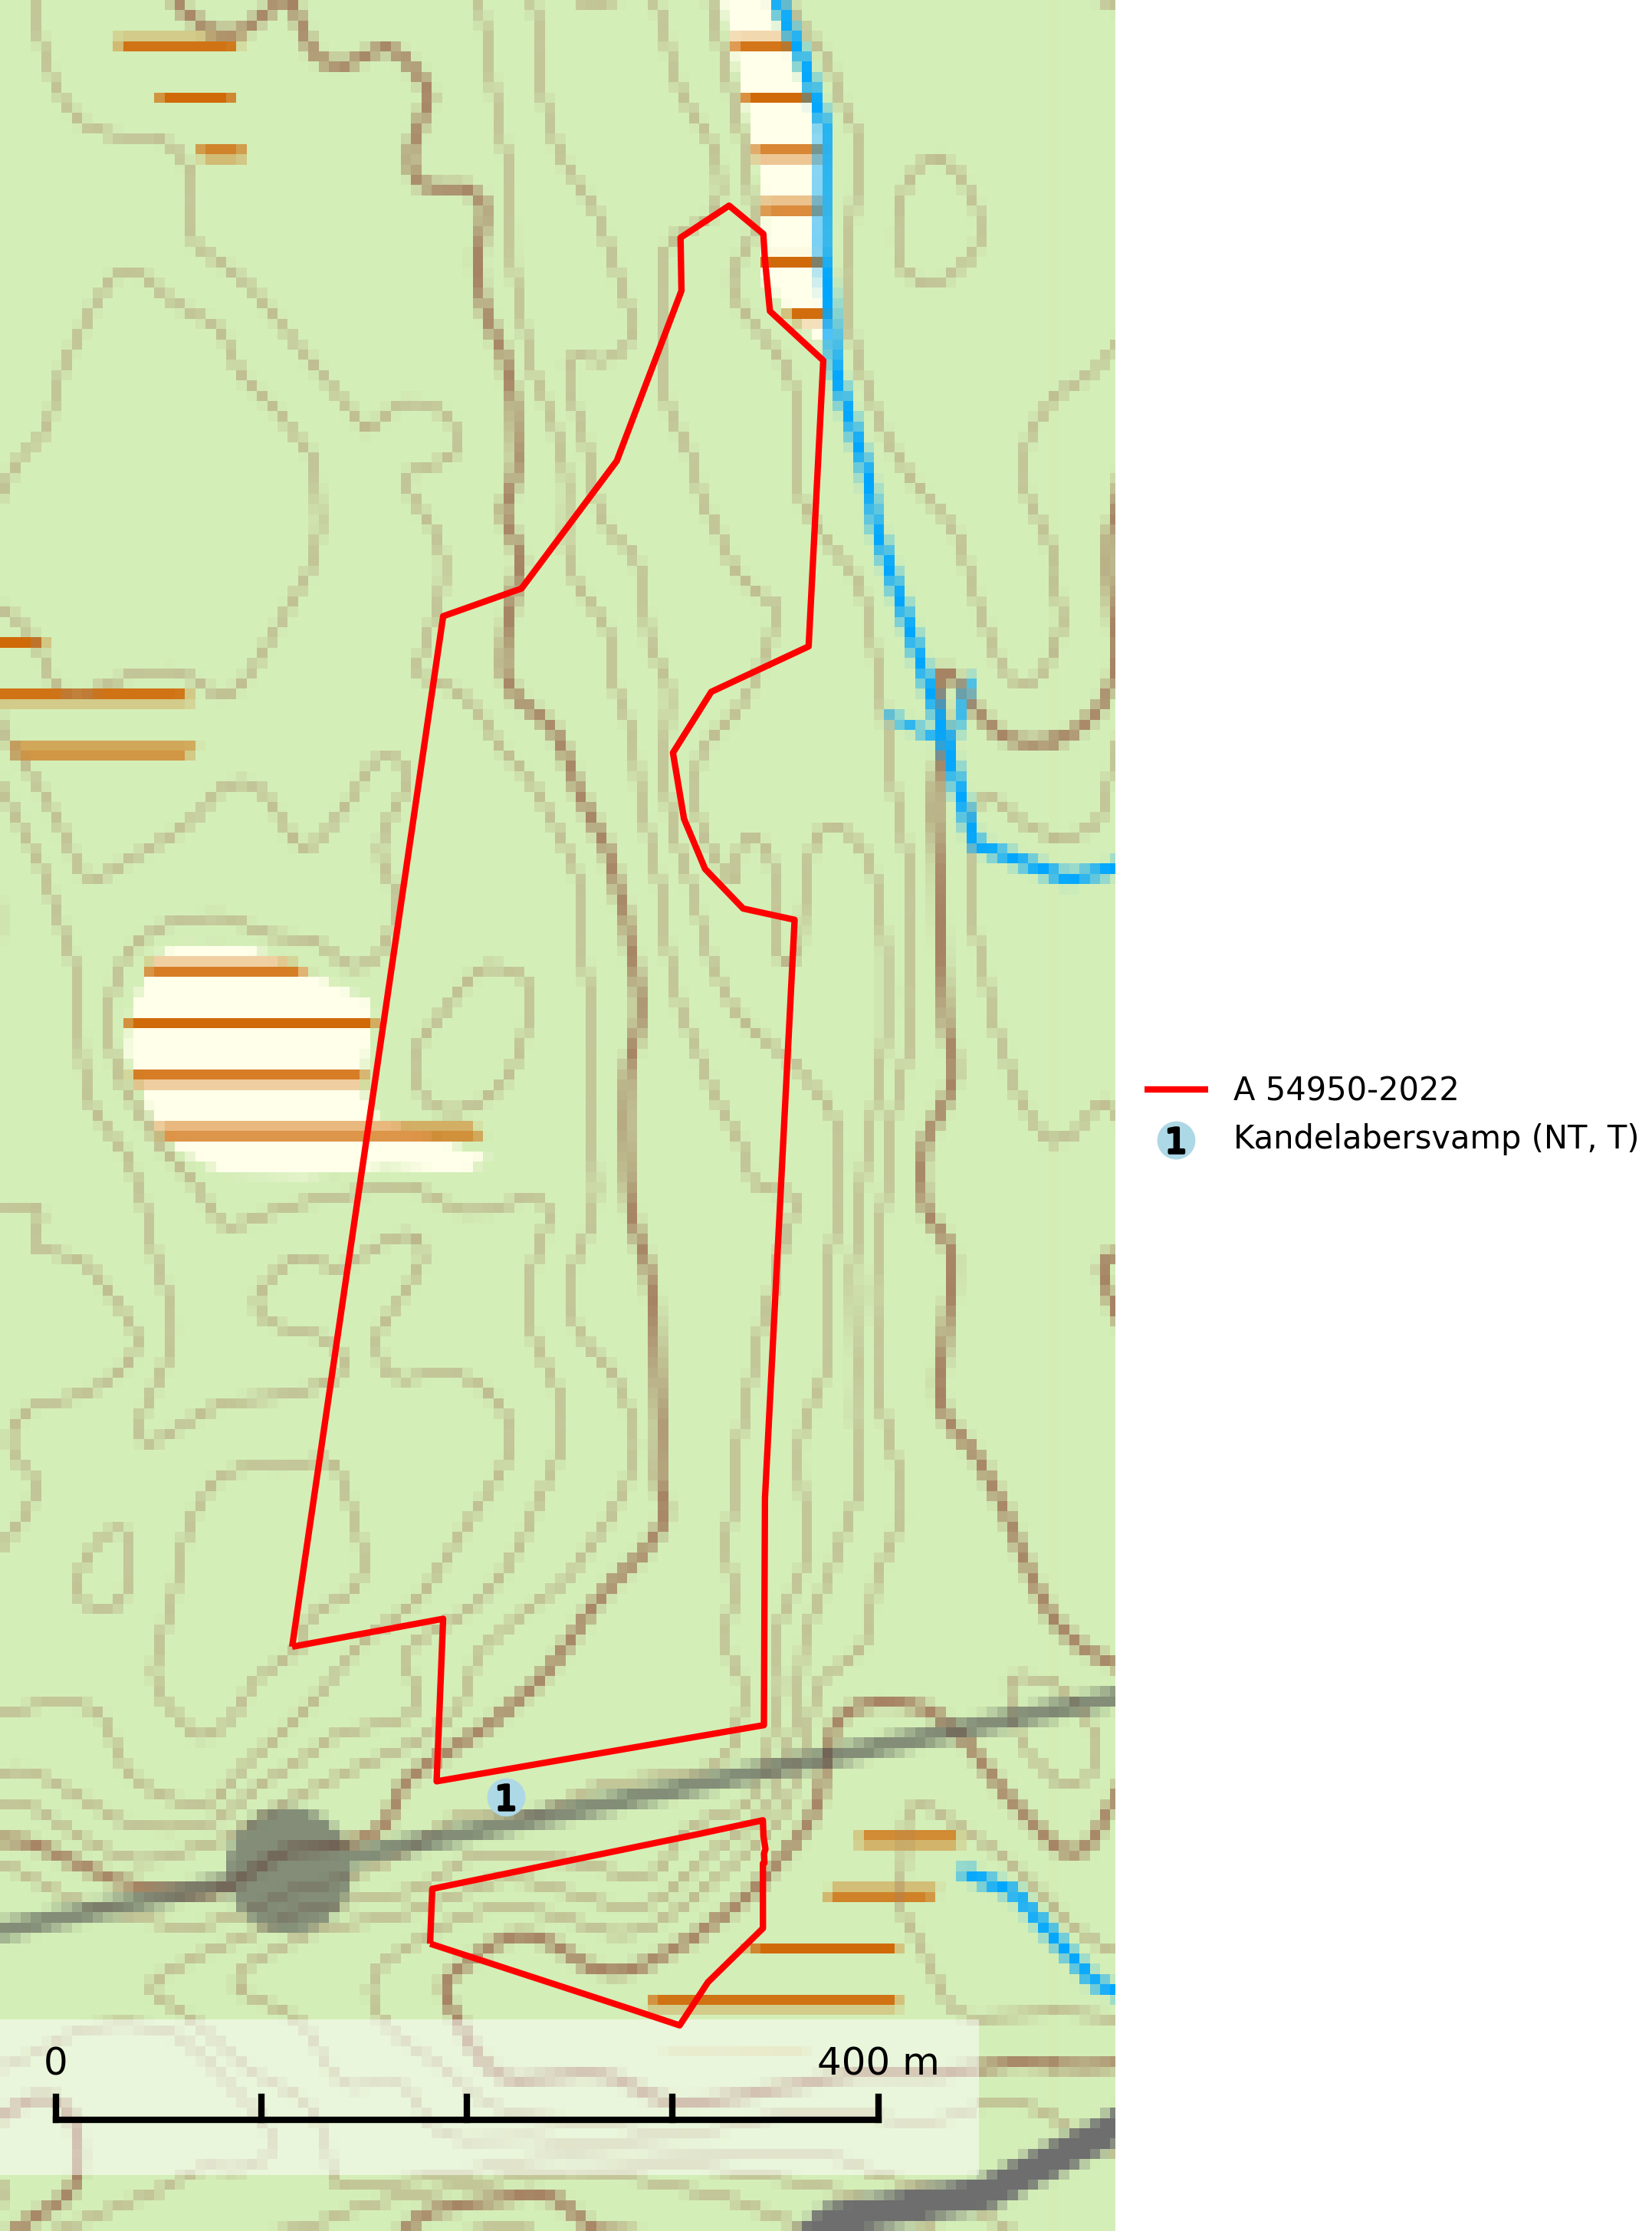 A 54950-2022
1 Kandelabersvamp (NT, T)
1
0 400 m